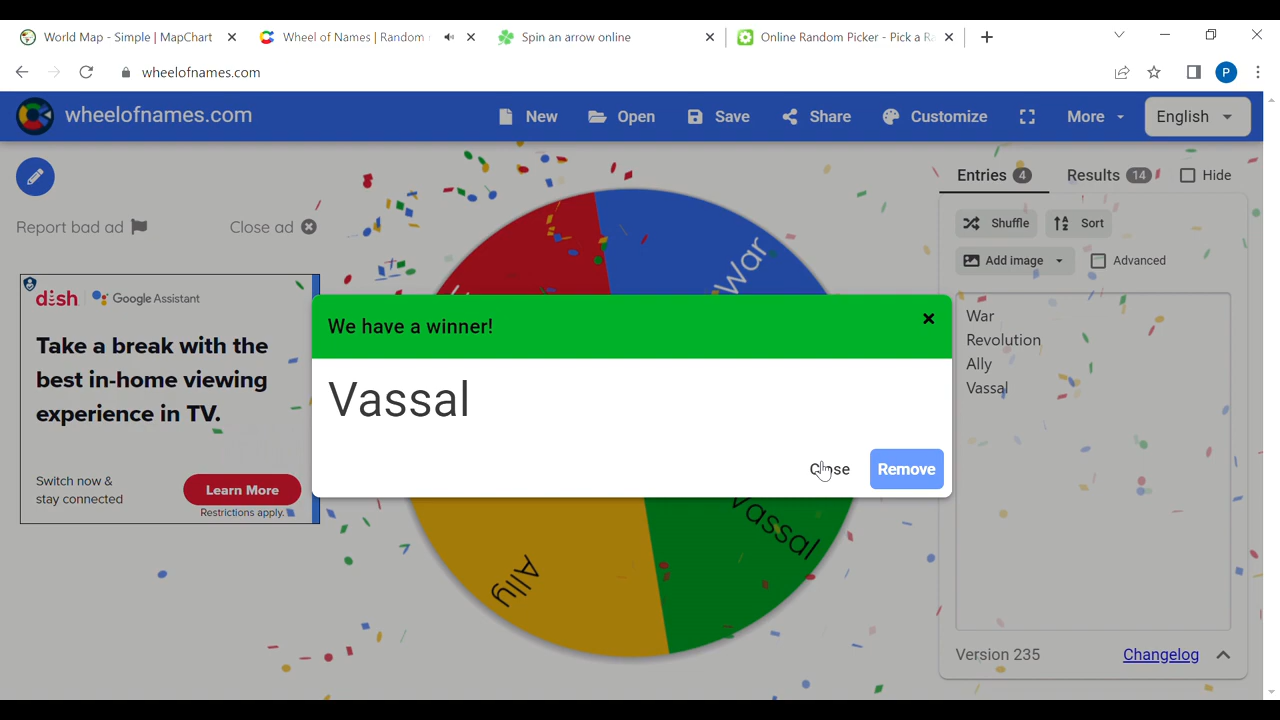 World Map - Simple | MapChart
Wheel of Names | Random
Spin an arrow online
Online Random Picker - Pick a Ra
wheelofnames.com
P
wheelofnames.com
New
Open
Save
Share
Customize
More
English
Report bad ad
Close ad
Entries 4
Results 14
Hide
Shuffle
Sort
Add image
Advanced
War
Revolution
Ally
Vassal
dish
Google Assistant
Take a break with the
best in-home viewing
experience in TV.
Switch now &
stay connected
Learn More
Restrictions apply.
War
Vassal
Ally
We have a winner!
Vassal
Close
Remove
Version 235
Changelog